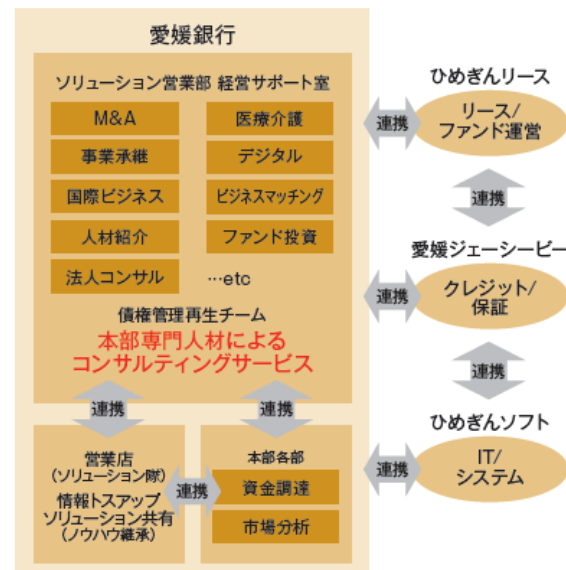 愛媛銀行
ソリューション営業部 経営サポート室
M&A
医療介護
事業承継
デジタル
国際ビジネス
ビジネスマッチング
人材紹介
ファンド投資
法人コンサル
…etc
債権管理再生チーム
本部専門人材による
コンサルティングサービス
連携
連携
営業店
(ソリューション隊)
情報トスアップ
ソリューション共有
(ノウハウ継承)
連携
本部各部
資金調達
市場分析
ひめぎんリース
連携
リース/
ファンド運営
連携
愛媛ジェーシービー
連携
クレジット/
保証
連携
ひめぎんソフト
連携
IT/
システム